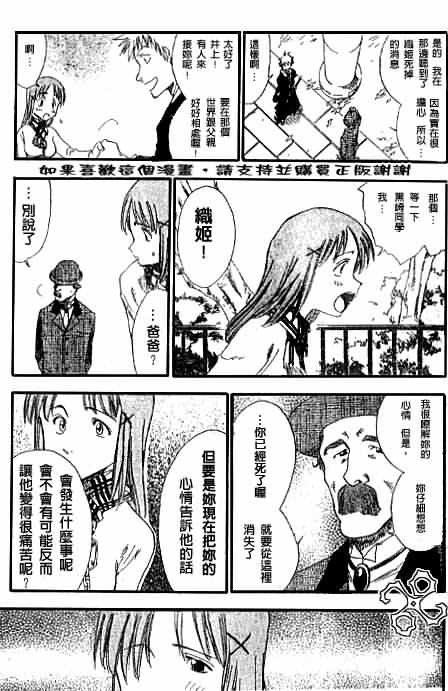 是的 我在
那邊聽到了
織姬死掉
的消息
因為實在很
擔心 所以…
這樣啊…
太好了
井上!
有人來
接妳呢!
要在那個
世界跟父親
好好相處喔!
啊…
如果喜歡這個漫畫,請支持並購買正版謝謝
那個…
等一下
黑崎同學
我…
織姬!
…別說了
…爸爸?
我很瞭解妳的
心情 但是,
妳仔細想想
…你已經死了喔
就要從這裡
消失了
但要是妳現在把妳的
心情告訴他的話
會發生什麼事呢
會不會有可能反而
讓他變得很痛苦呢?